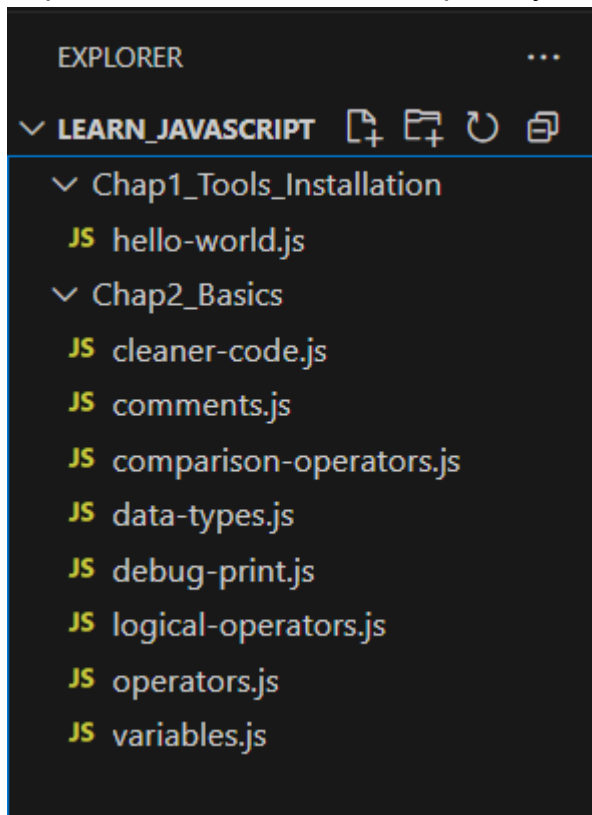 EXPLORER ...
LEARN_JAVASCRIPT
Chap1_Tools_Installation
JS hello-world.js
Chap2_Basics
JS cleaner-code.js
JS comments.js
JS comparison-operators.js
JS data-types.js
JS debug-print.js
JS logical-operators.js
JS operators.js
JS variables.js